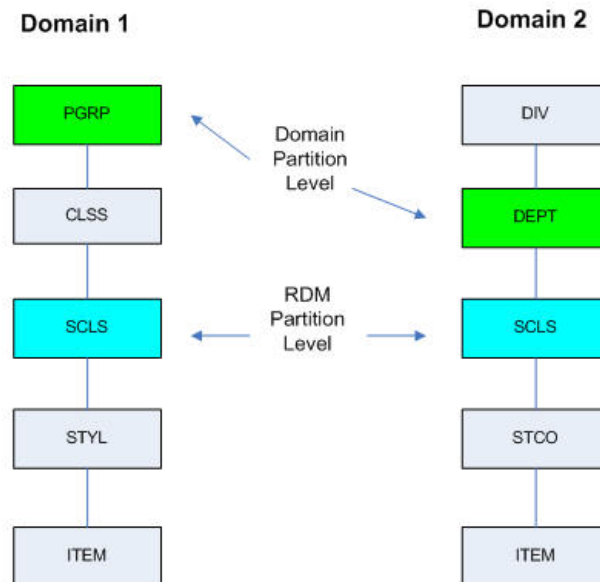 Domain 1
Domain 2
PGRP
DIV
Domain
Partition
Level
CLSS
DEPT
RDM
Partition
Level
SCLS
SCLS
STYL
STCO
ITEM
ITEM